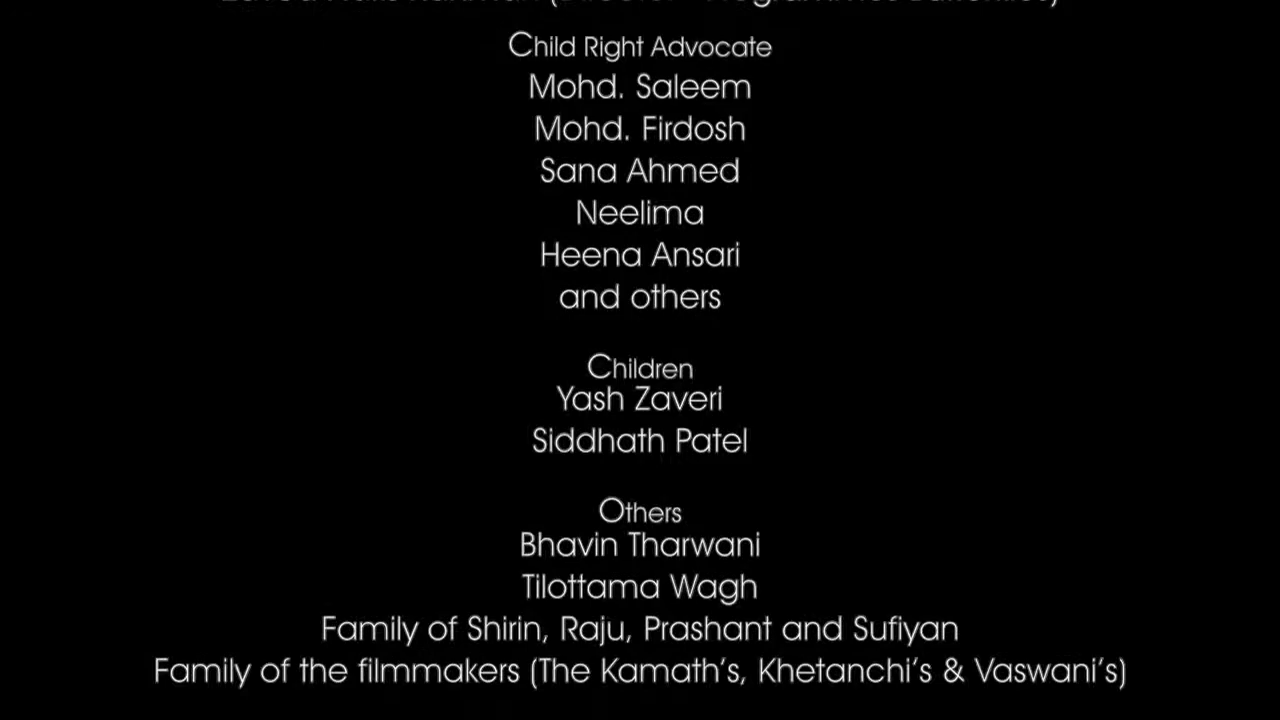 Child Right Advocate
Mohd. Saleem
Mohd. Firdosh
Sana Ahmed
Neelima
Heena Ansari
and others
Children
Yash Zaveri
Siddhath Patel
Others
Bhavin Tharwani
Tilottama Wagh
Family of Shirin, Raju, Prashant and Sufiyan
Family of the filmmakers (The Kamath's, Khetanchi's & Vaswani's)